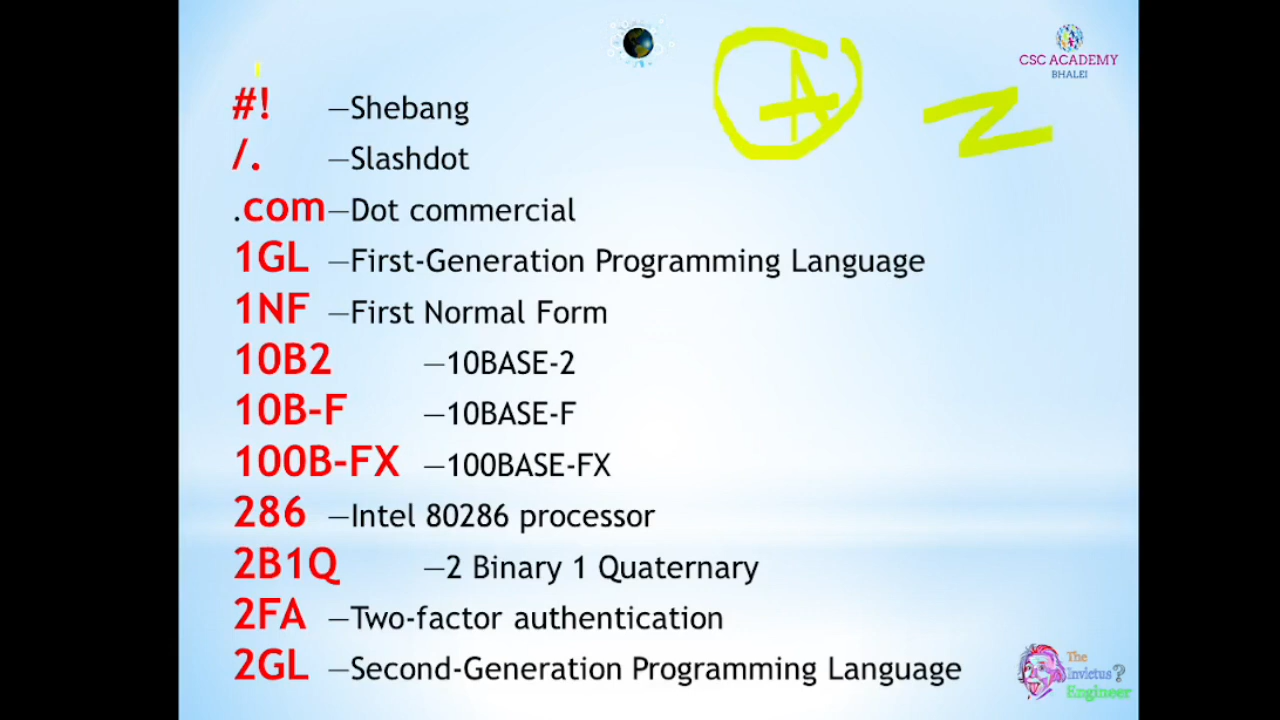 A
Z
CSC ACADEMY
BHALEI
#! —Shebang
/. —Slashdot
.com—Dot commercial
1GL —First-Generation Programming Language
1NF —First Normal Form
10B2 —10BASE-2
10B-F —10BASE-F
100B-FX —100BASE-FX
286 —Intel 80286 processor
2B1Q —2 Binary 1 Quaternary
2FA —Two-factor authentication
2GL —Second-Generation Programming Language
The
Invictus?
Engineer